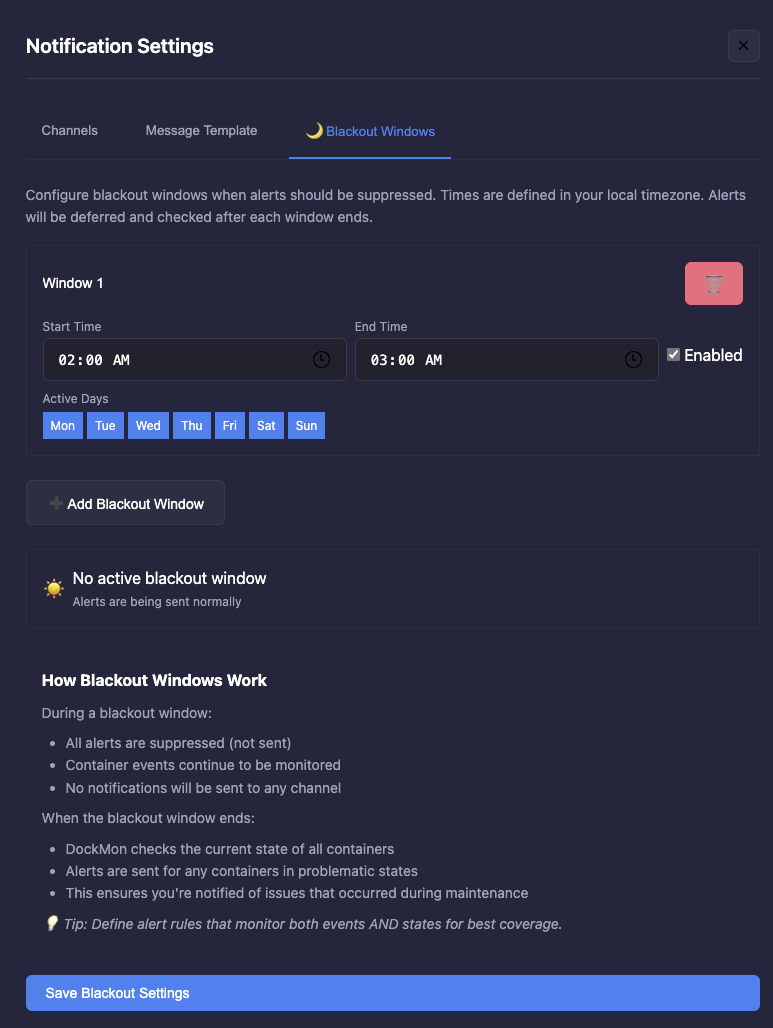 Notification Settings
Channels
Message Template
Blackout Windows
Configure blackout windows when alerts should be suppressed. Times are defined in your local timezone. Alerts
will be deferred and checked after each window ends.
Window 1
Start Time
End Time
02:00 AM
03:00 AM
Enabled
Active Days
Mon Tue Wed Thu Fri Sat Sun
Add Blackout Window
No active blackout window
Alerts are being sent normally
How Blackout Windows Work
During a blackout window:
• All alerts are suppressed (not sent)
• Container events continue to be monitored
• No notifications will be sent to any channel
When the blackout window ends:
• DockMon checks the current state of all containers
• Alerts are sent for any containers in problematic states
• This ensures you're notified of issues that occurred during maintenance
Tip: Define alert rules that monitor both events AND states for best coverage.
Save Blackout Settings